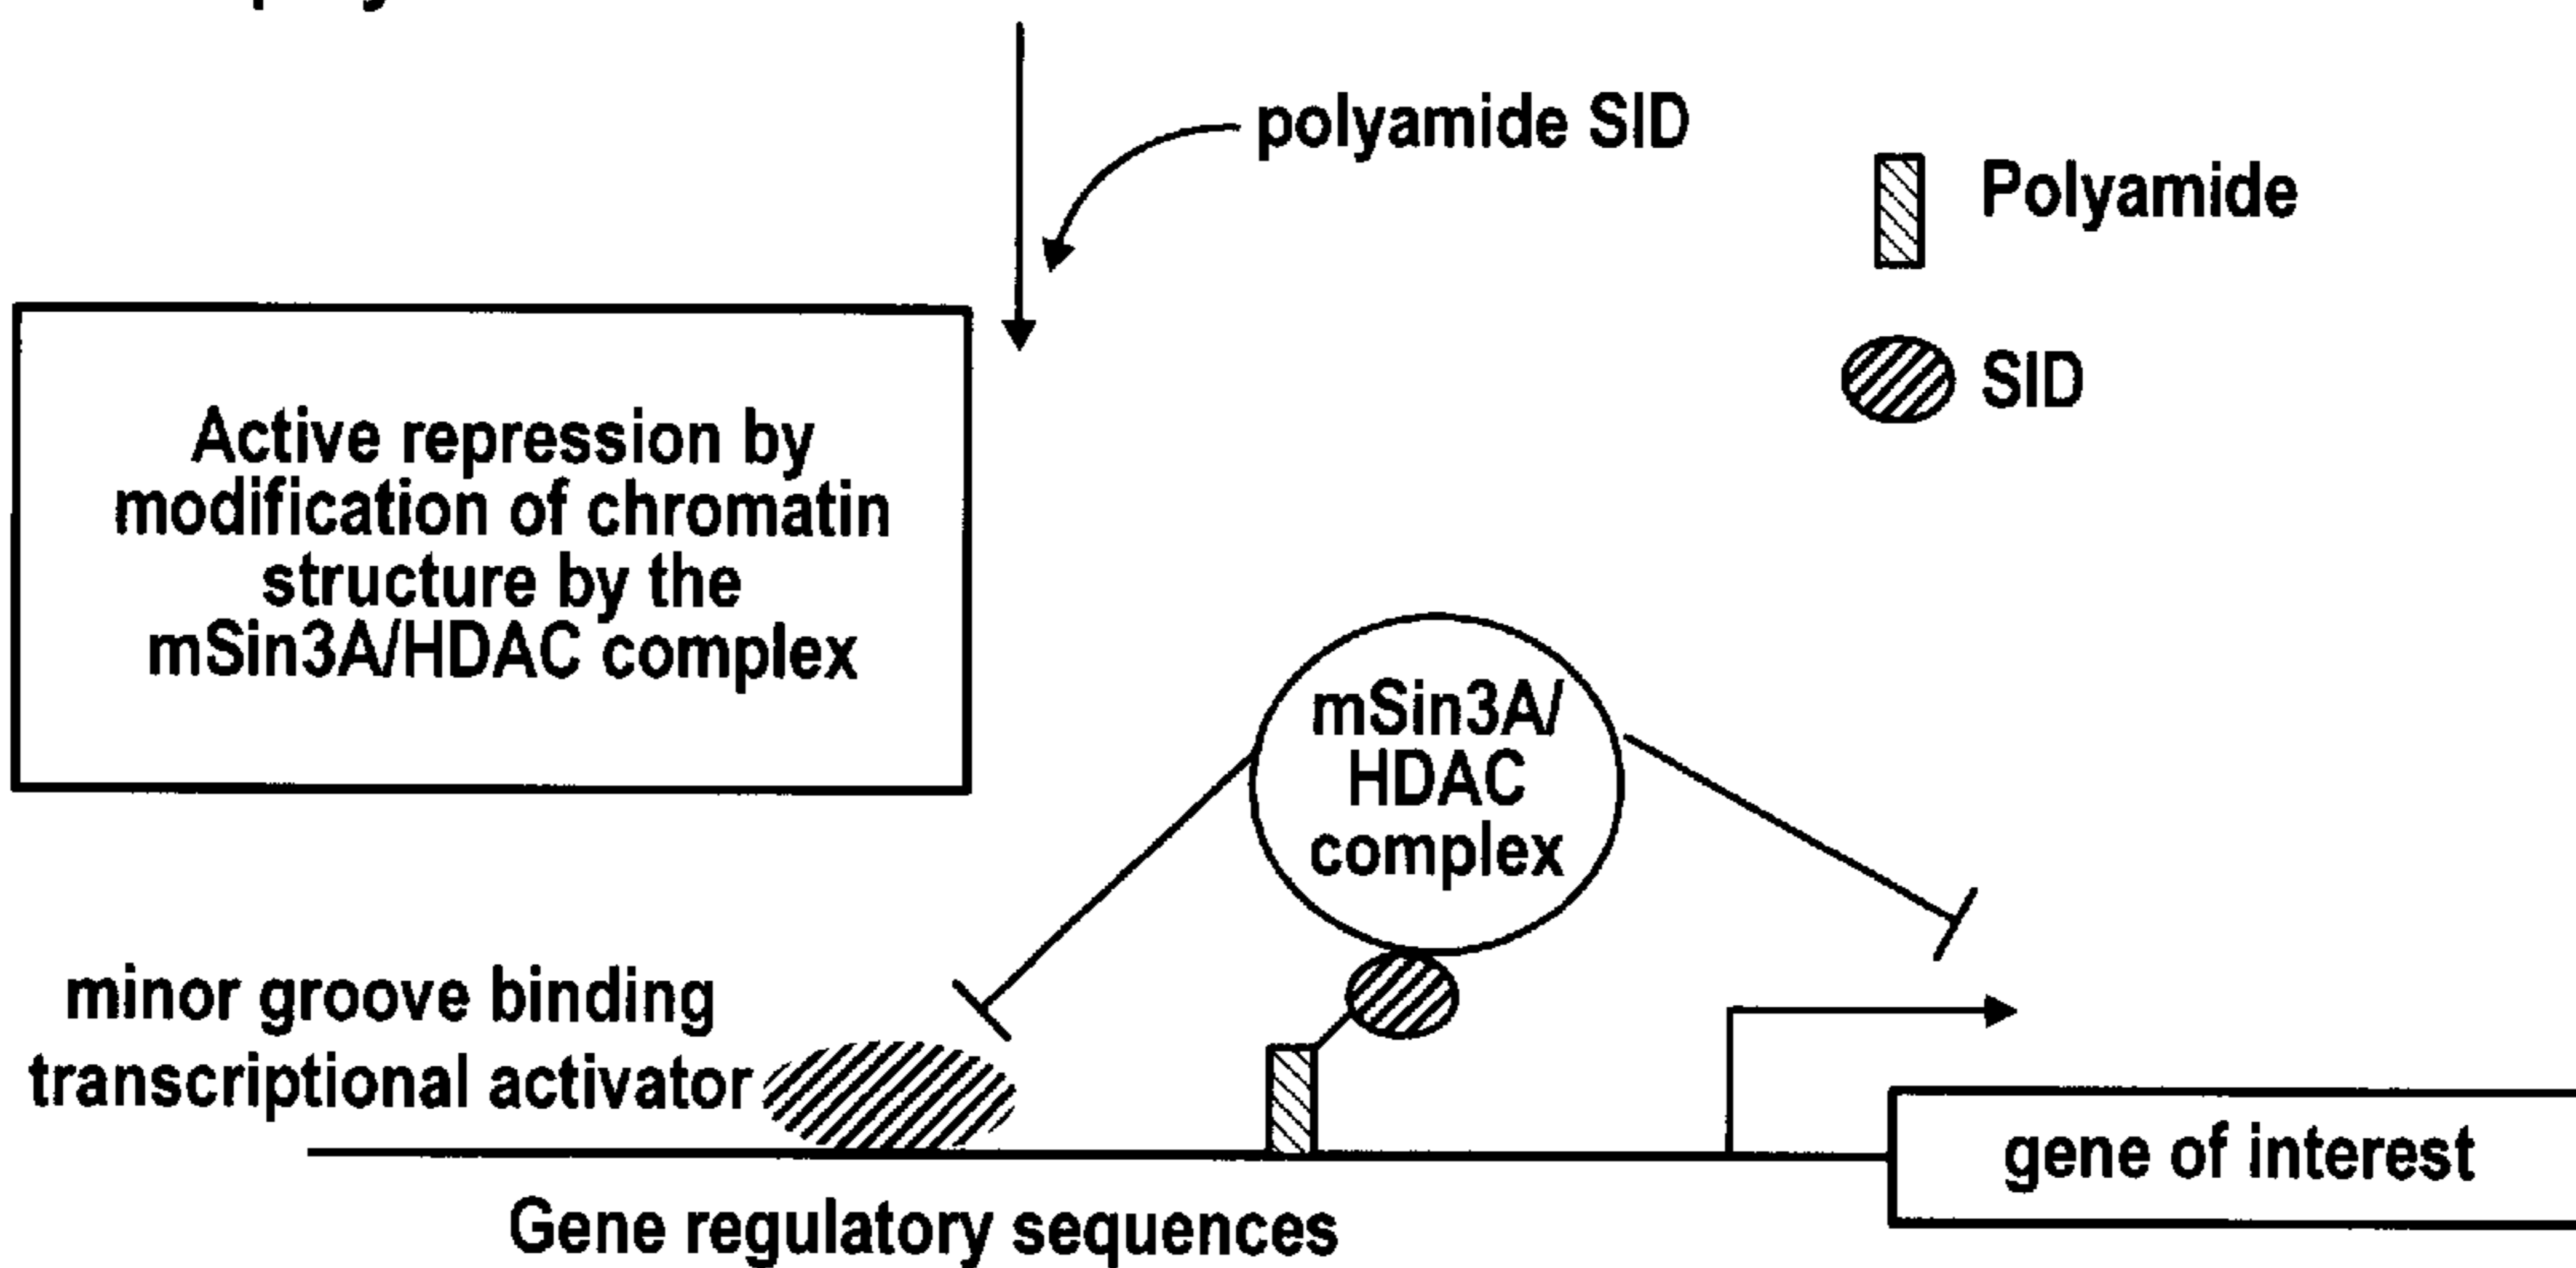 polyamide SID
Polyamide
SID
Active repression by
modification of chromatin
structure by the
mSin3A/HDAC complex
mSin3A/
HDAC
complex
minor groove binding
transcriptional activator
gene of interest
Gene regulatory sequences